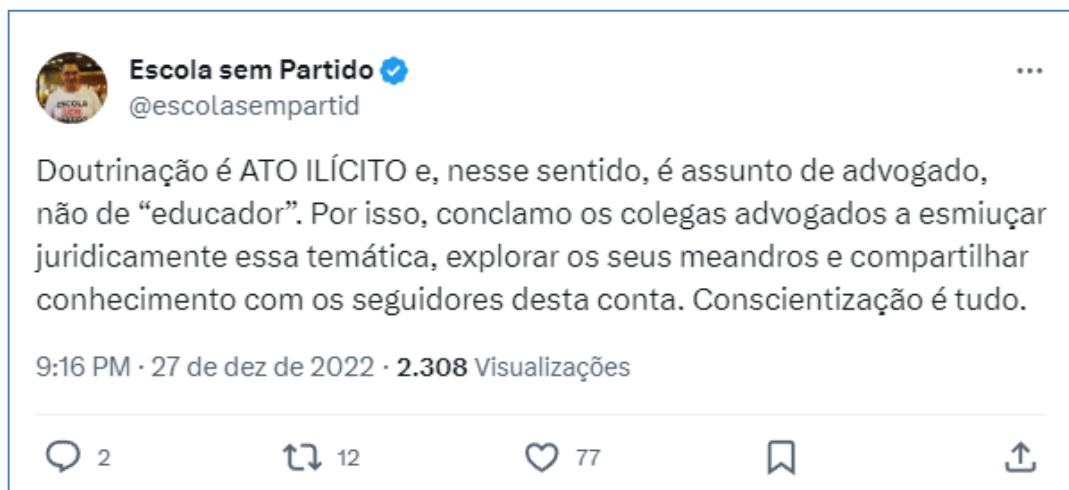 Escola sem Partido
@escolasempartid
Doutrinação é ATO ILÍCITO e, nesse sentido, é assunto de advogado,
não de “educador”. Por isso, conclamo os colegas advogados a esmiuçar
juridicamente essa temática, explorar os seus meandros e compartilhar
conhecimento com os seguidores desta conta. Conscientização é tudo.
9:16 PM · 27 de dez de 2022 · 2.308 Visualizações
2 12 77